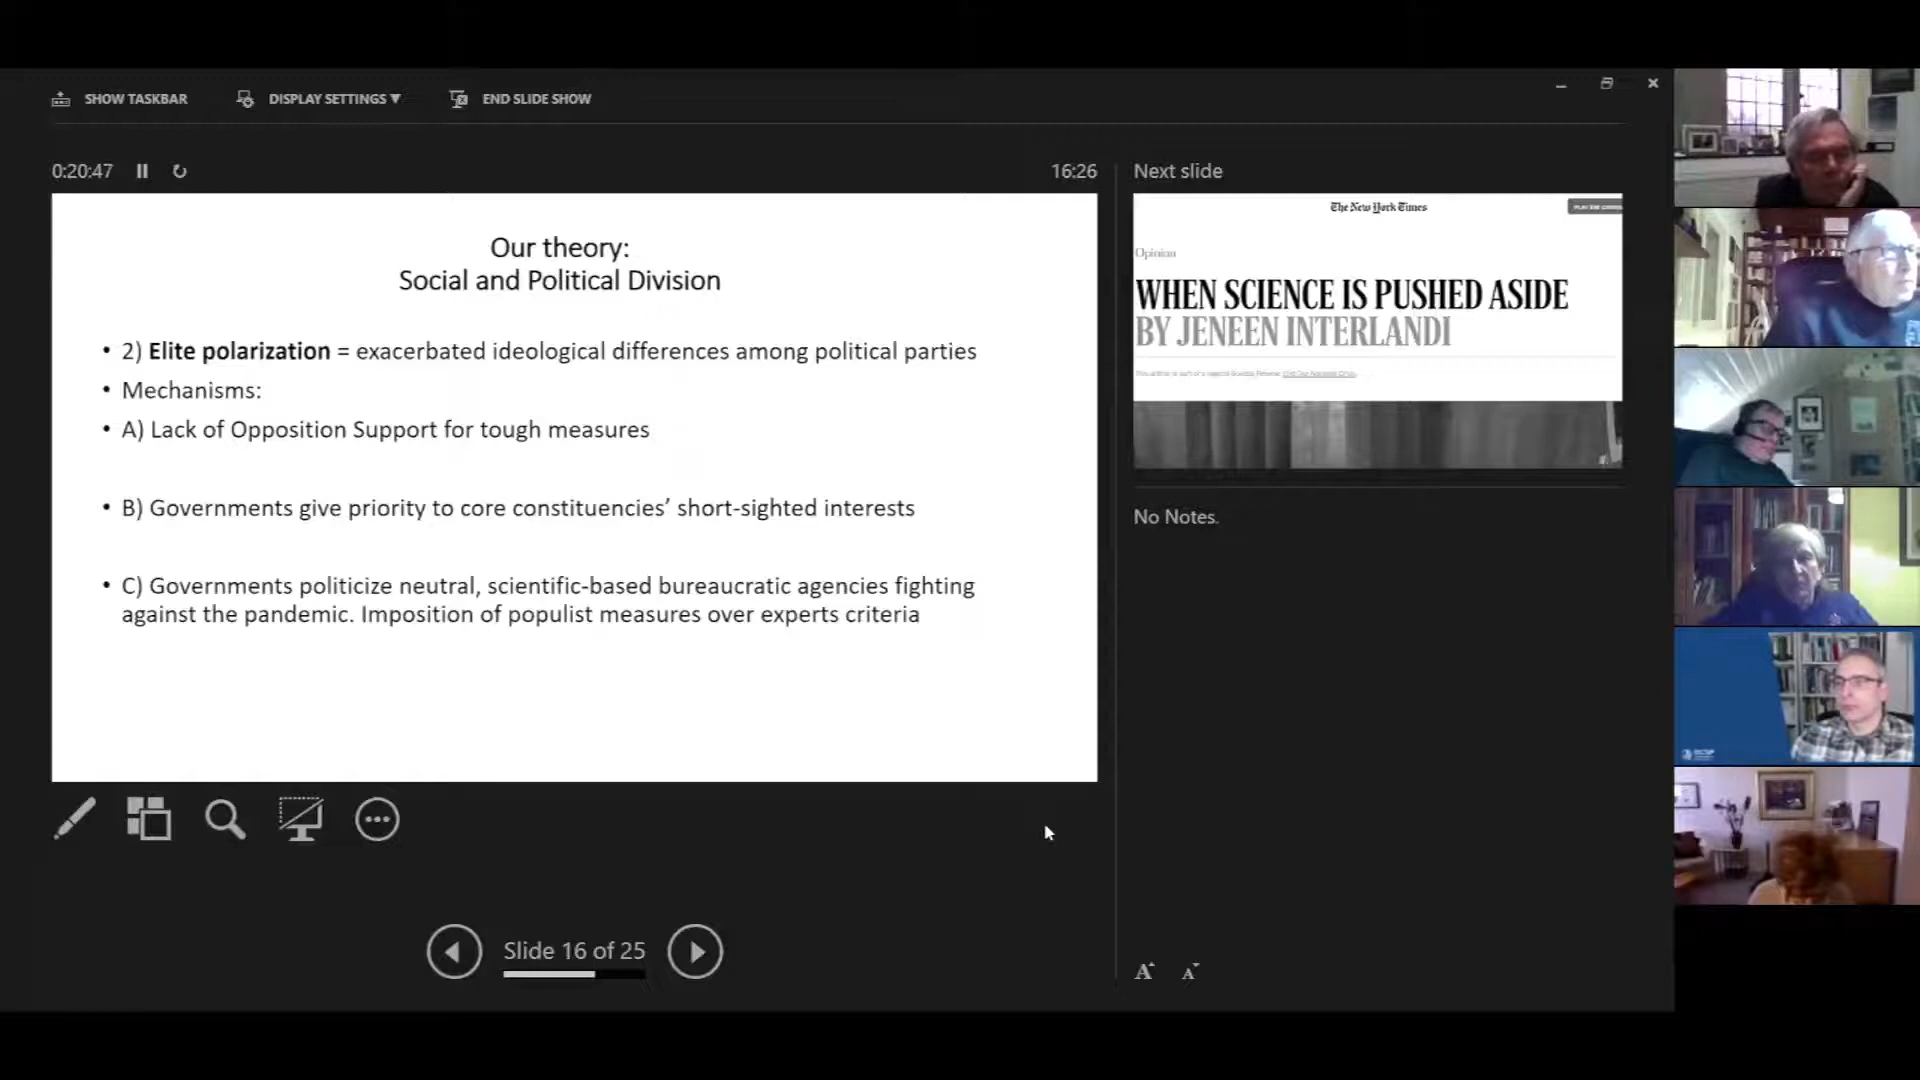 SHOW TASKBAR
DISPLAY SETTINGS ▼
END SLIDE SHOW
0:20:47
16:26
Our theory:
Social and Political Division
• 2) Elite polarization = exacerbated ideological differences among political parties
• Mechanisms:
• A) Lack of Opposition Support for tough measures
• B) Governments give priority to core constituencies’ short-sighted interests
• C) Governments politicize neutral, scientific-based bureaucratic agencies fighting
against the pandemic. Imposition of populist measures over experts criteria
Slide 16 of 25
Next slide
The New York Times
Opinion
WHEN SCIENCE IS PUSHED ASIDE
BY JENEEN INTERLANDI
No Notes.
A
A